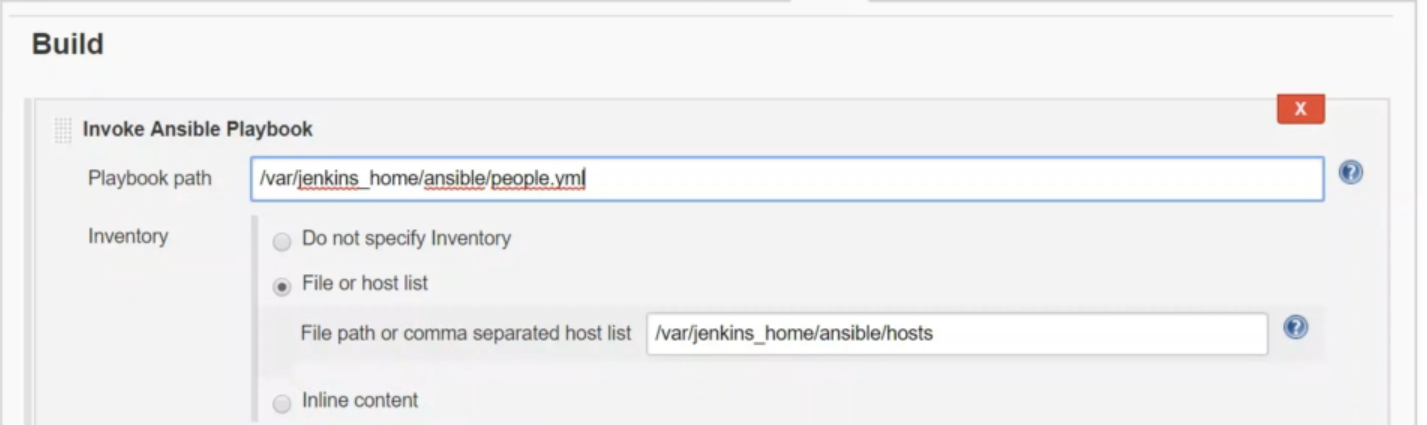 Build
X
Invoke Ansible Playbook
Playbook path /var/jenkins_home/ansible/people.yml
Inventory Do not specify Inventory
File or host list
File path or comma separated host list /var/jenkins_home/ansible/hosts
Inline content